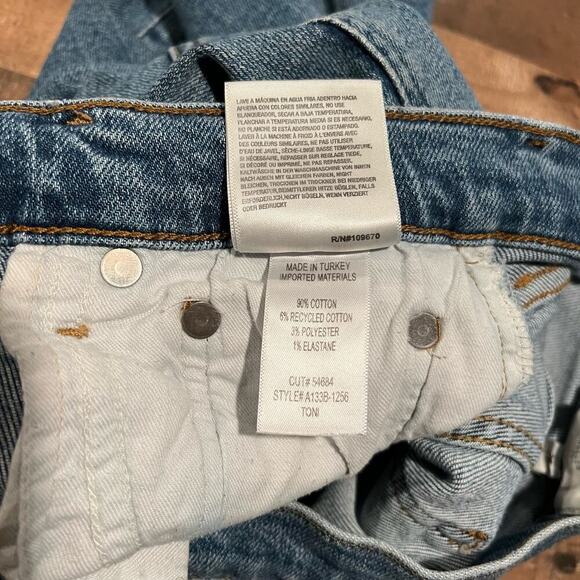 LAVE A MÁQUINA EN AGUA FRIA ADENTRO HACIA
AFUERA CON COLORES SIMILARES, NO USE
BLANQUEADOR, SECAR A BAJA TEMPERATURA,
PLANCHAR A TEMPERATURA MEDIA SI ES NECESARIO,
NO PLANCHAR SI ESTÁ ADORNADO O ESTAMPADO.
LAVER À LA MACHINE À FROID À L'ENVERS AVEC
DES COULEURS SIMILAIRES, NE PAS UTILISER
D'EAU DE JAVEL, SÈCHE-LINGE BASSE TEMPÉRATURE,
SI NÉCESSAIRE, REPASSER SUR RÉGLAGE TIEDE,
SI DÉCORÉ OU IMPRIMÉ, NE PAS REPASSER
KALTWÄSCHE IN DER WASCHMASCHINE VON INNEN
NACH AUßEN MIT GLEICHEN FARBEN, NICHT
BLEICHEN, TROCKNEN IM TROCKNER BEI NIEDRIGER
TEMPERATUR, BEIMITTLERER HITZE BÜGELN, FALLS
ERFORDERLICH,NICHT BÜGELN, WENN VERZIERT
ODER BEDRUCKT
R/N#109670
MADE IN TURKEY
IMPORTED MATERIALS
90% COTTON
6% RECYCLED COTTON
3% POLYESTER
1% ELASTANE
CUT# 54684
STYLE# A133B-1256
TONI